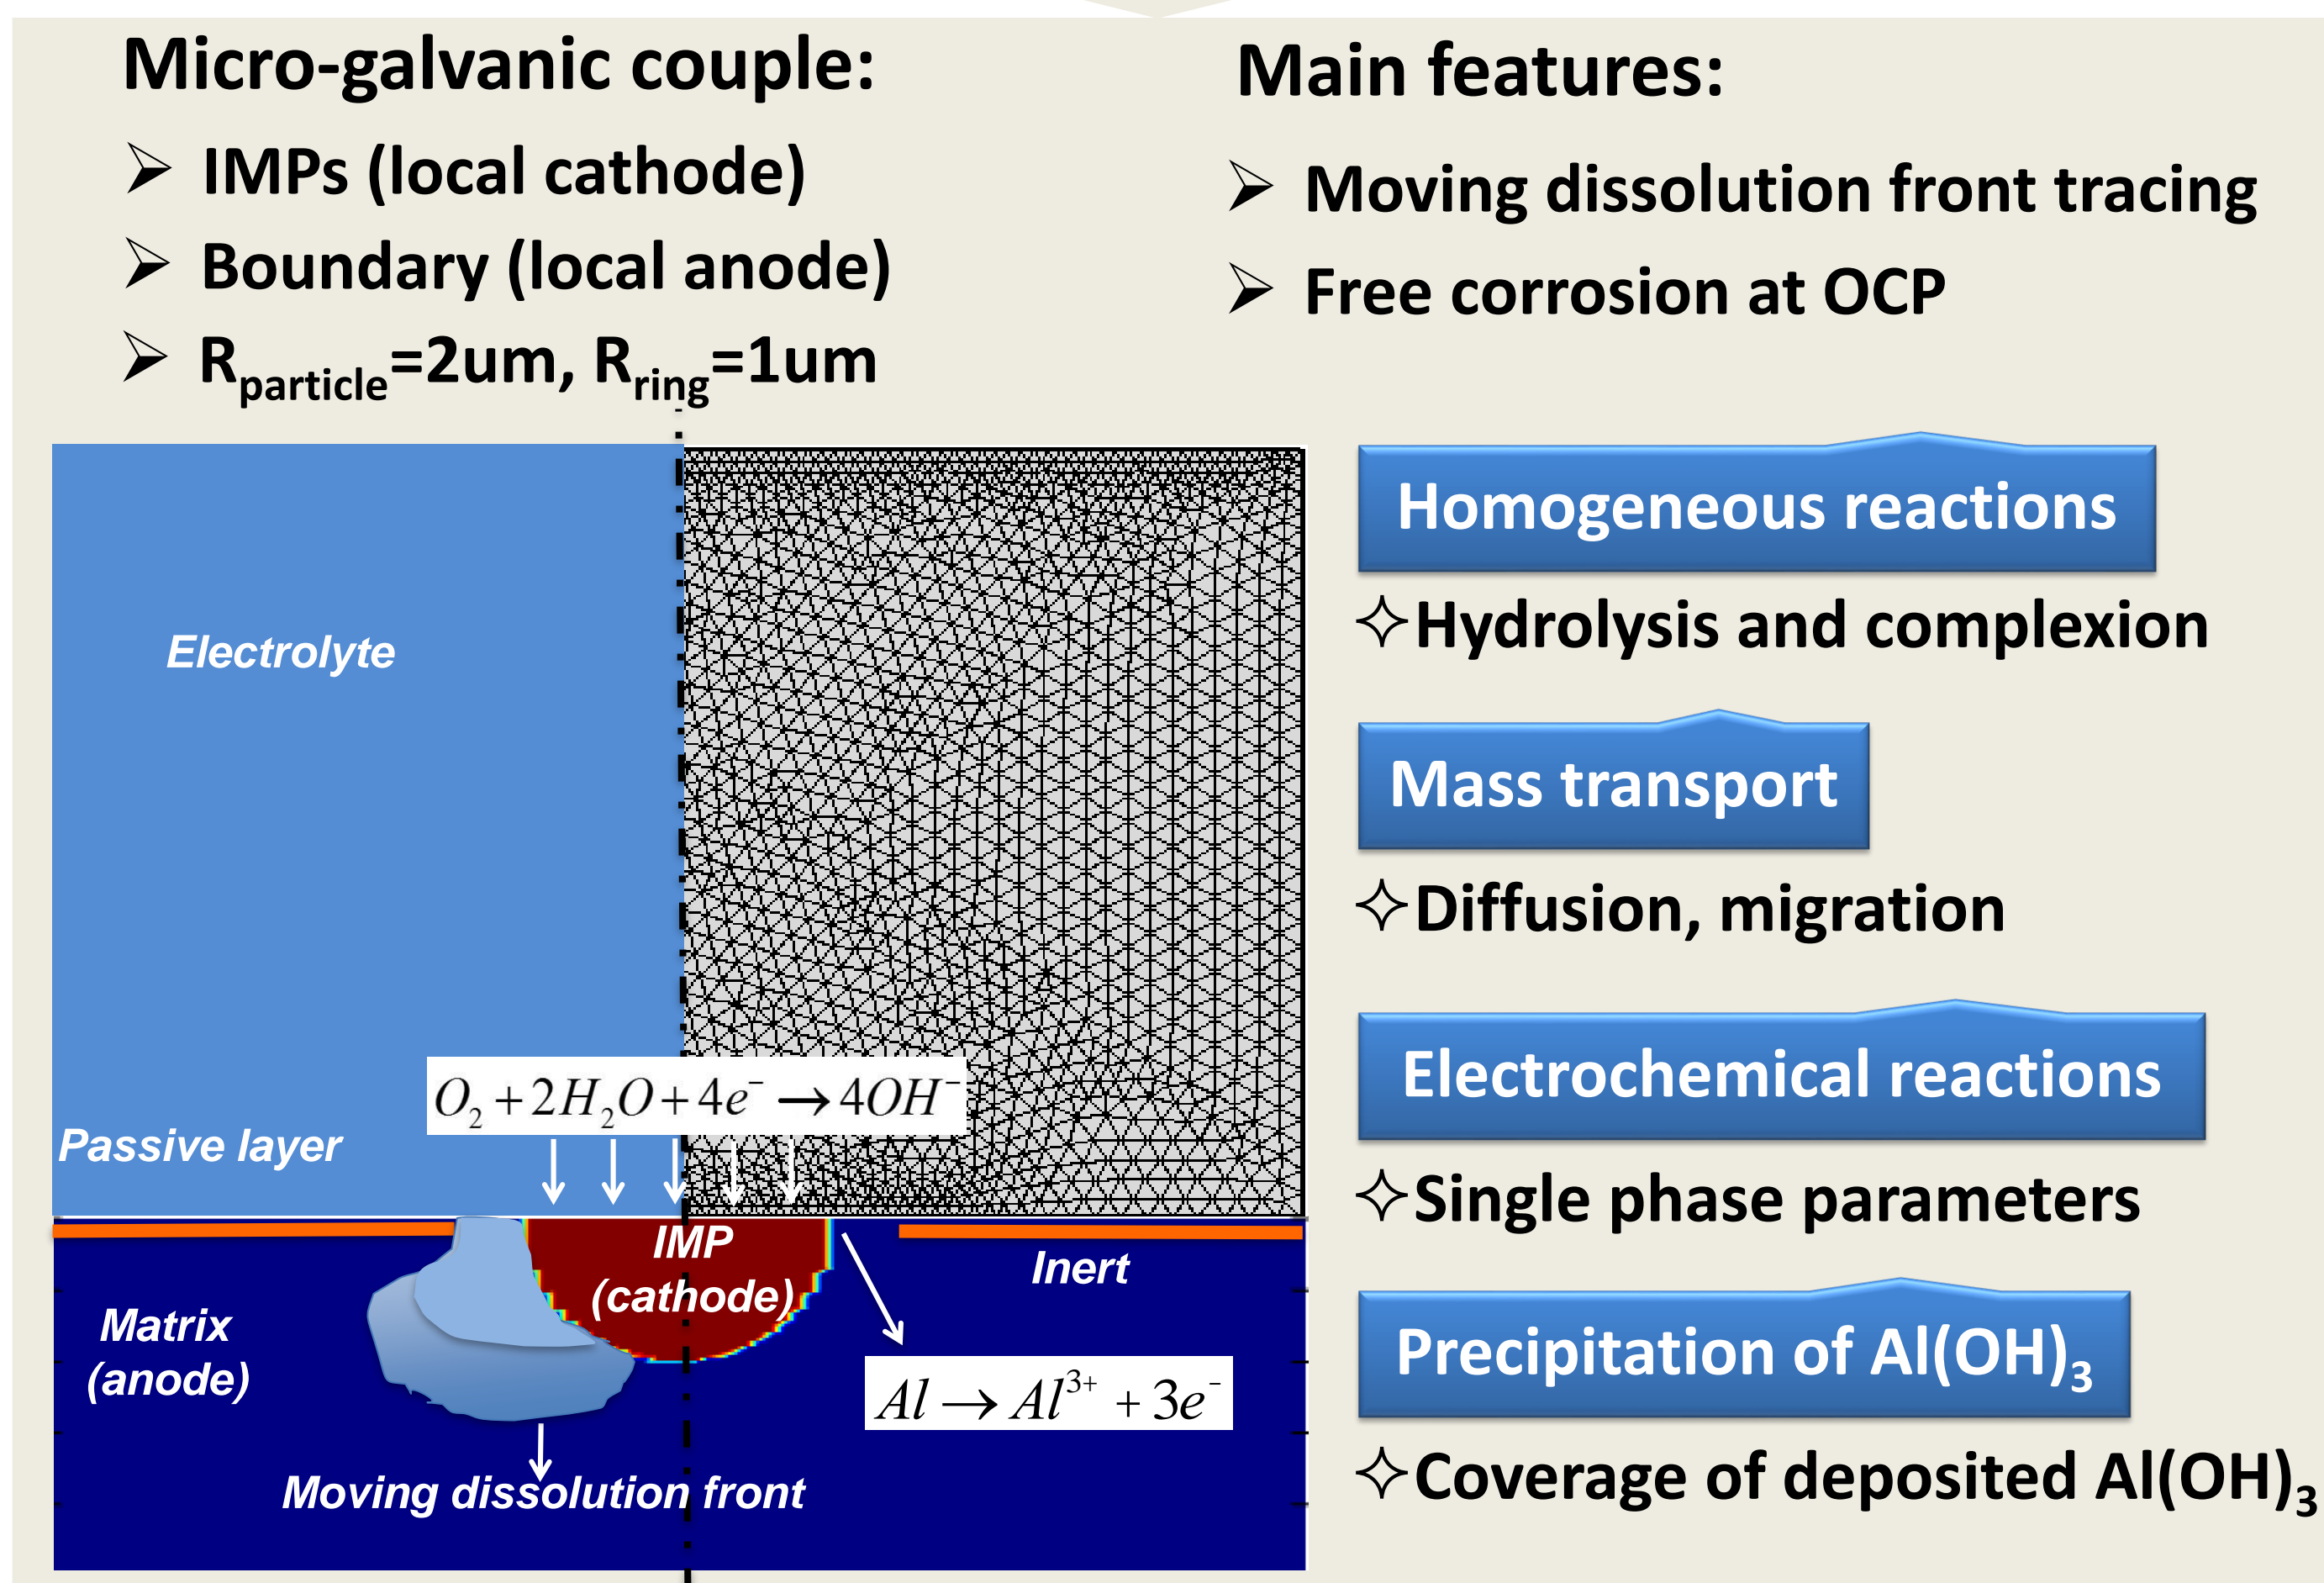 Micro-galvanic couple:
➢ IMPs (local cathode)
➢ Boundary (local anode)
➢ R_particle=2um, R_ring=1um
Main features:
➢ Moving dissolution front tracing
➢ Free corrosion at OCP
Electrolyte
Passive layer
O₂ + 2H₂O + 4e⁻ → 4OH⁻
IMP
(cathode)
Inert
Matrix
(anode)
Al → Al³⁺ + 3e⁻
Moving dissolution front
Homogeneous reactions
✧Hydrolysis and complexion
Mass transport
✧Diffusion, migration
Electrochemical reactions
✧Single phase parameters
Precipitation of Al(OH)₃
✧Coverage of deposited Al(OH)₃